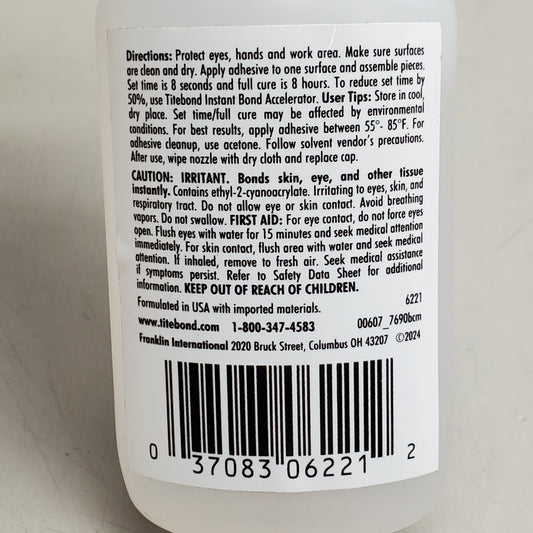 Directions: Protect eyes, hands and work area. Make sure surfaces
are clean and dry. Apply adhesive to one surface and assemble pieces.
Set time is 8 seconds and full cure is 8 hours. To reduce set time by
50%, use Titebond Instant Bond Accelerator. User Tips: Store in cool,
dry place. Set time/full cure may be affected by environmental
conditions. For best results, apply adhesive between 55°- 85°F. For
adhesive cleanup, use acetone. Follow solvent vendor's precautions.
After use, wipe nozzle with dry cloth and replace cap.
CAUTION: IRRITANT. Bonds skin, eye, and other tissue
instantly. Contains ethyl-2-cyanoacrylate. Irritating to eyes, skin, and
respiratory tract. Do not allow eye or skin contact. Avoid breathing
vapors. Do not swallow. FIRST AID: For eye contact, do not force eyes
open. Flush eyes with water for 15 minutes and seek medical attention
immediately. For skin contact, flush area with water and seek medical
attention. If inhaled, remove to fresh air. Seek medical assistance
if symptoms persist. Refer to Safety Data Sheet for additional
information. KEEP OUT OF REACH OF CHILDREN.
Formulated in USA with imported materials. 6221
www.titebond.com 1-800-347-4583 00607_7690bcm
Franklin International 2020 Bruck Street, Columbus OH 43207 ©2024
0 37083 06221 2